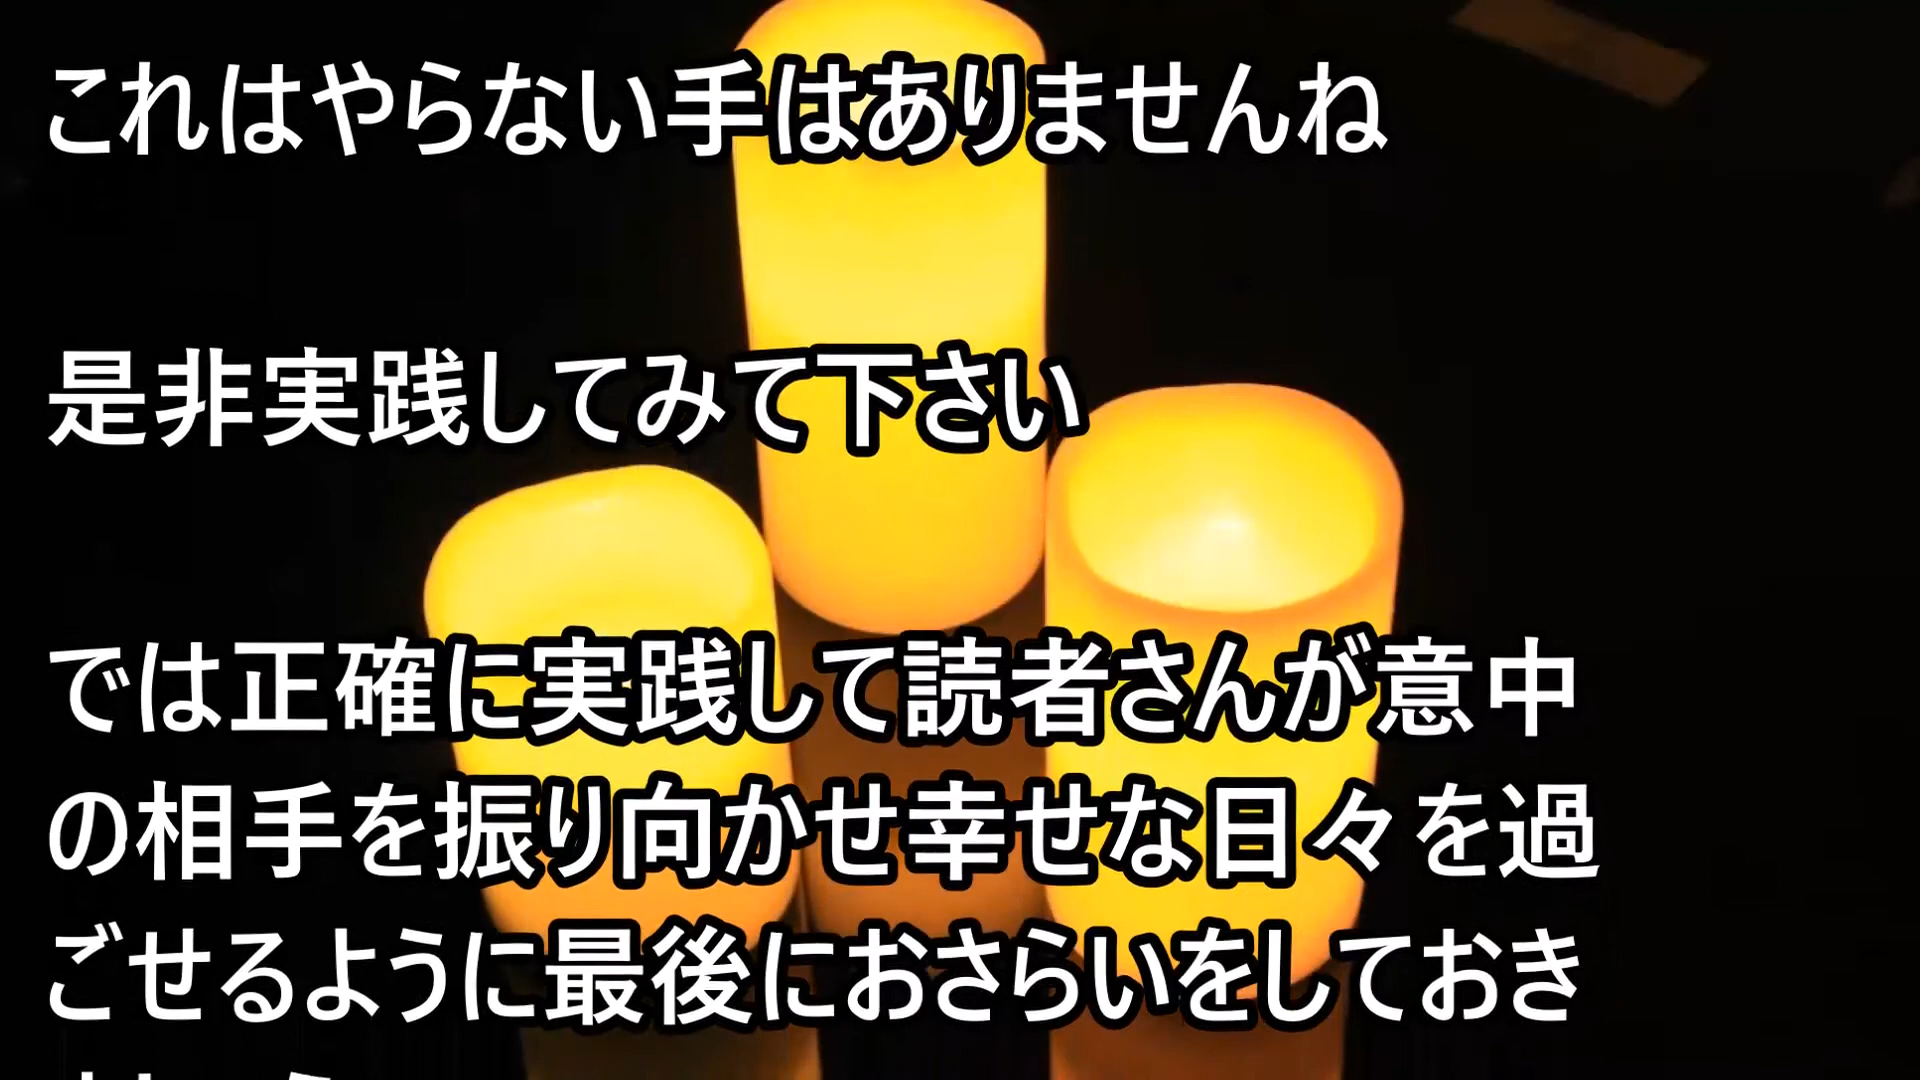 これはやらない手はありませんね
是非実践してみて下さい
では正確に実践して読者さんが意中
の相手を振り向かせ幸せな日々を過
ごせるように最後におさらいをしておき